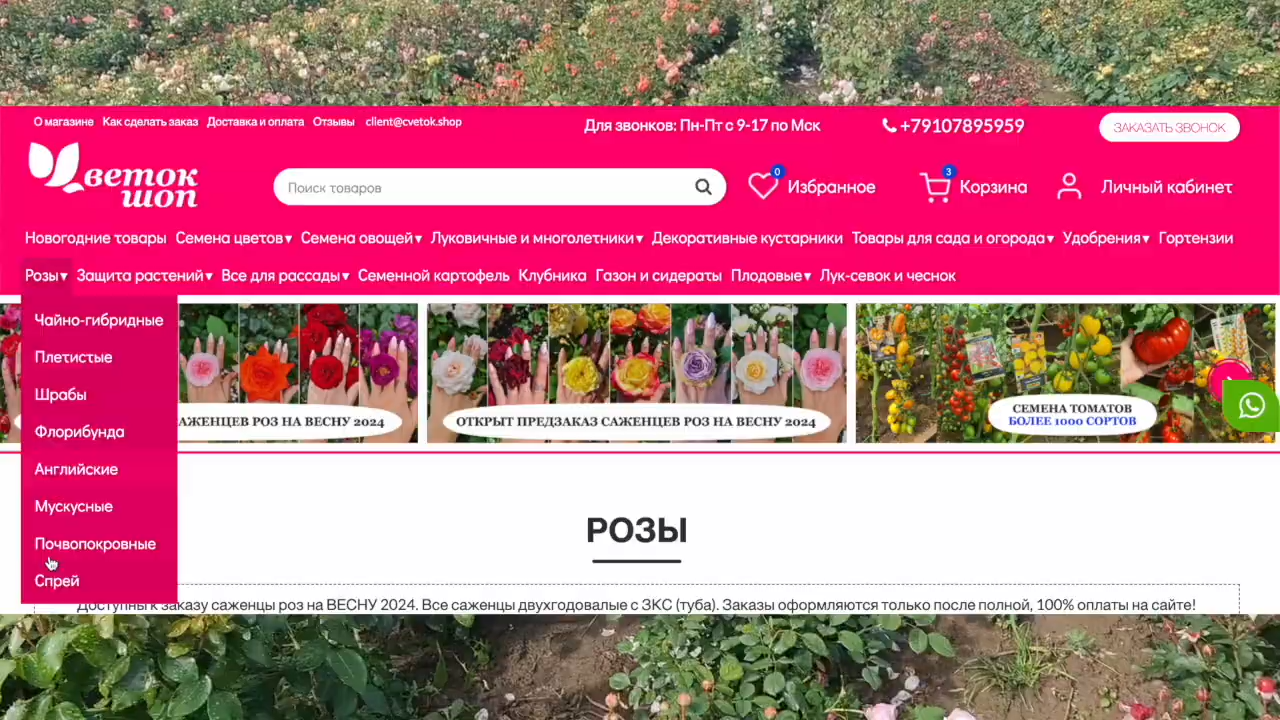 О магазине Как сделать заказ Доставка и оплата Отзывы client@cvetok.shop
Для звонков: Пн-Пт с 9-17 по Мск
+79107895959
ЗАКАЗАТЬ ЗВОНОК
Цветок
шоп
Поиск товаров
0
Избранное
3
Корзина
Личный кабинет
Новогодние товары Семена цветов▾ Семена овощей▾ Луковичные и многолетники▾ Декоративные кустарники Товары для сада и огорода▾ Удобрения▾ Гортензии
Розы▾ Защита растений▾ Все для рассады▾ Семенной картофель Клубника Газон и сидераты Плодовые▾ Лук-севок и чеснок
Чайно-гибридные
Плетистые
Шрабы
Флорибунда
Английские
Мускусные
Почвопокровные
Спрей
АЖЕНЦЕВ РОЗ НА ВЕСНУ 2024
ОТКРЫТ ПРЕДЗАКАЗ САЖЕНЦЕВ РОЗ НА ВЕСНУ 2024
СЕМЕНА ТОМАТОВ
БОЛЕЕ 1000 СОРТОВ
РОЗЫ
Доступны к заказу саженцы роз на ВЕСНУ 2024. Все саженцы двухгодовалые с ЗКС (туба). Заказы оформляются только после полной, 100% оплаты на сайте!